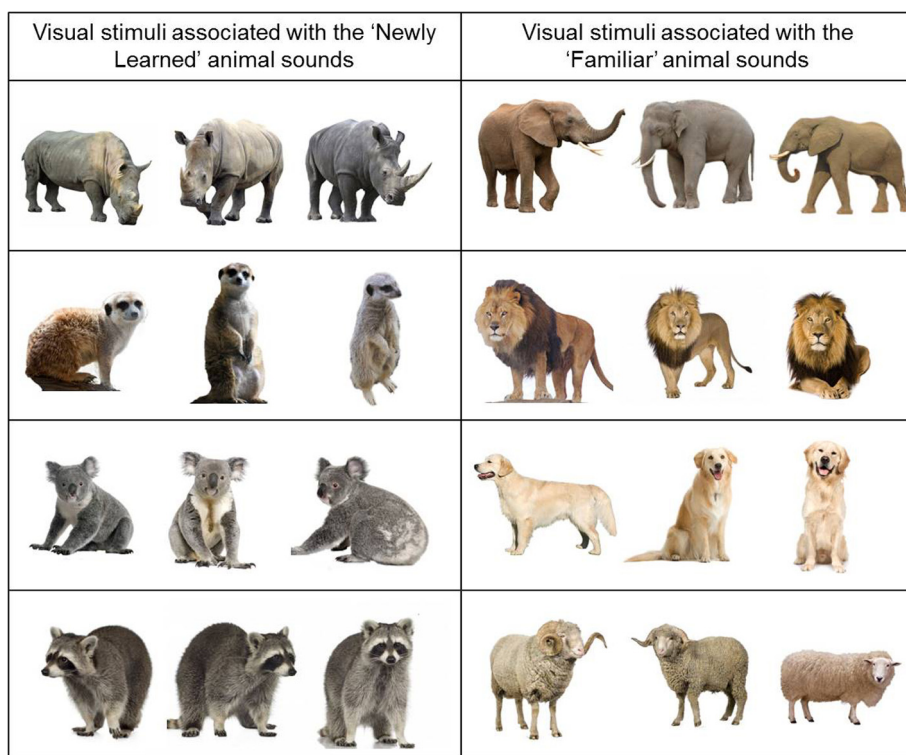 Visual stimuli associated with the ‘Newly
Learned’ animal sounds
Visual stimuli associated with the
‘Familiar’ animal sounds